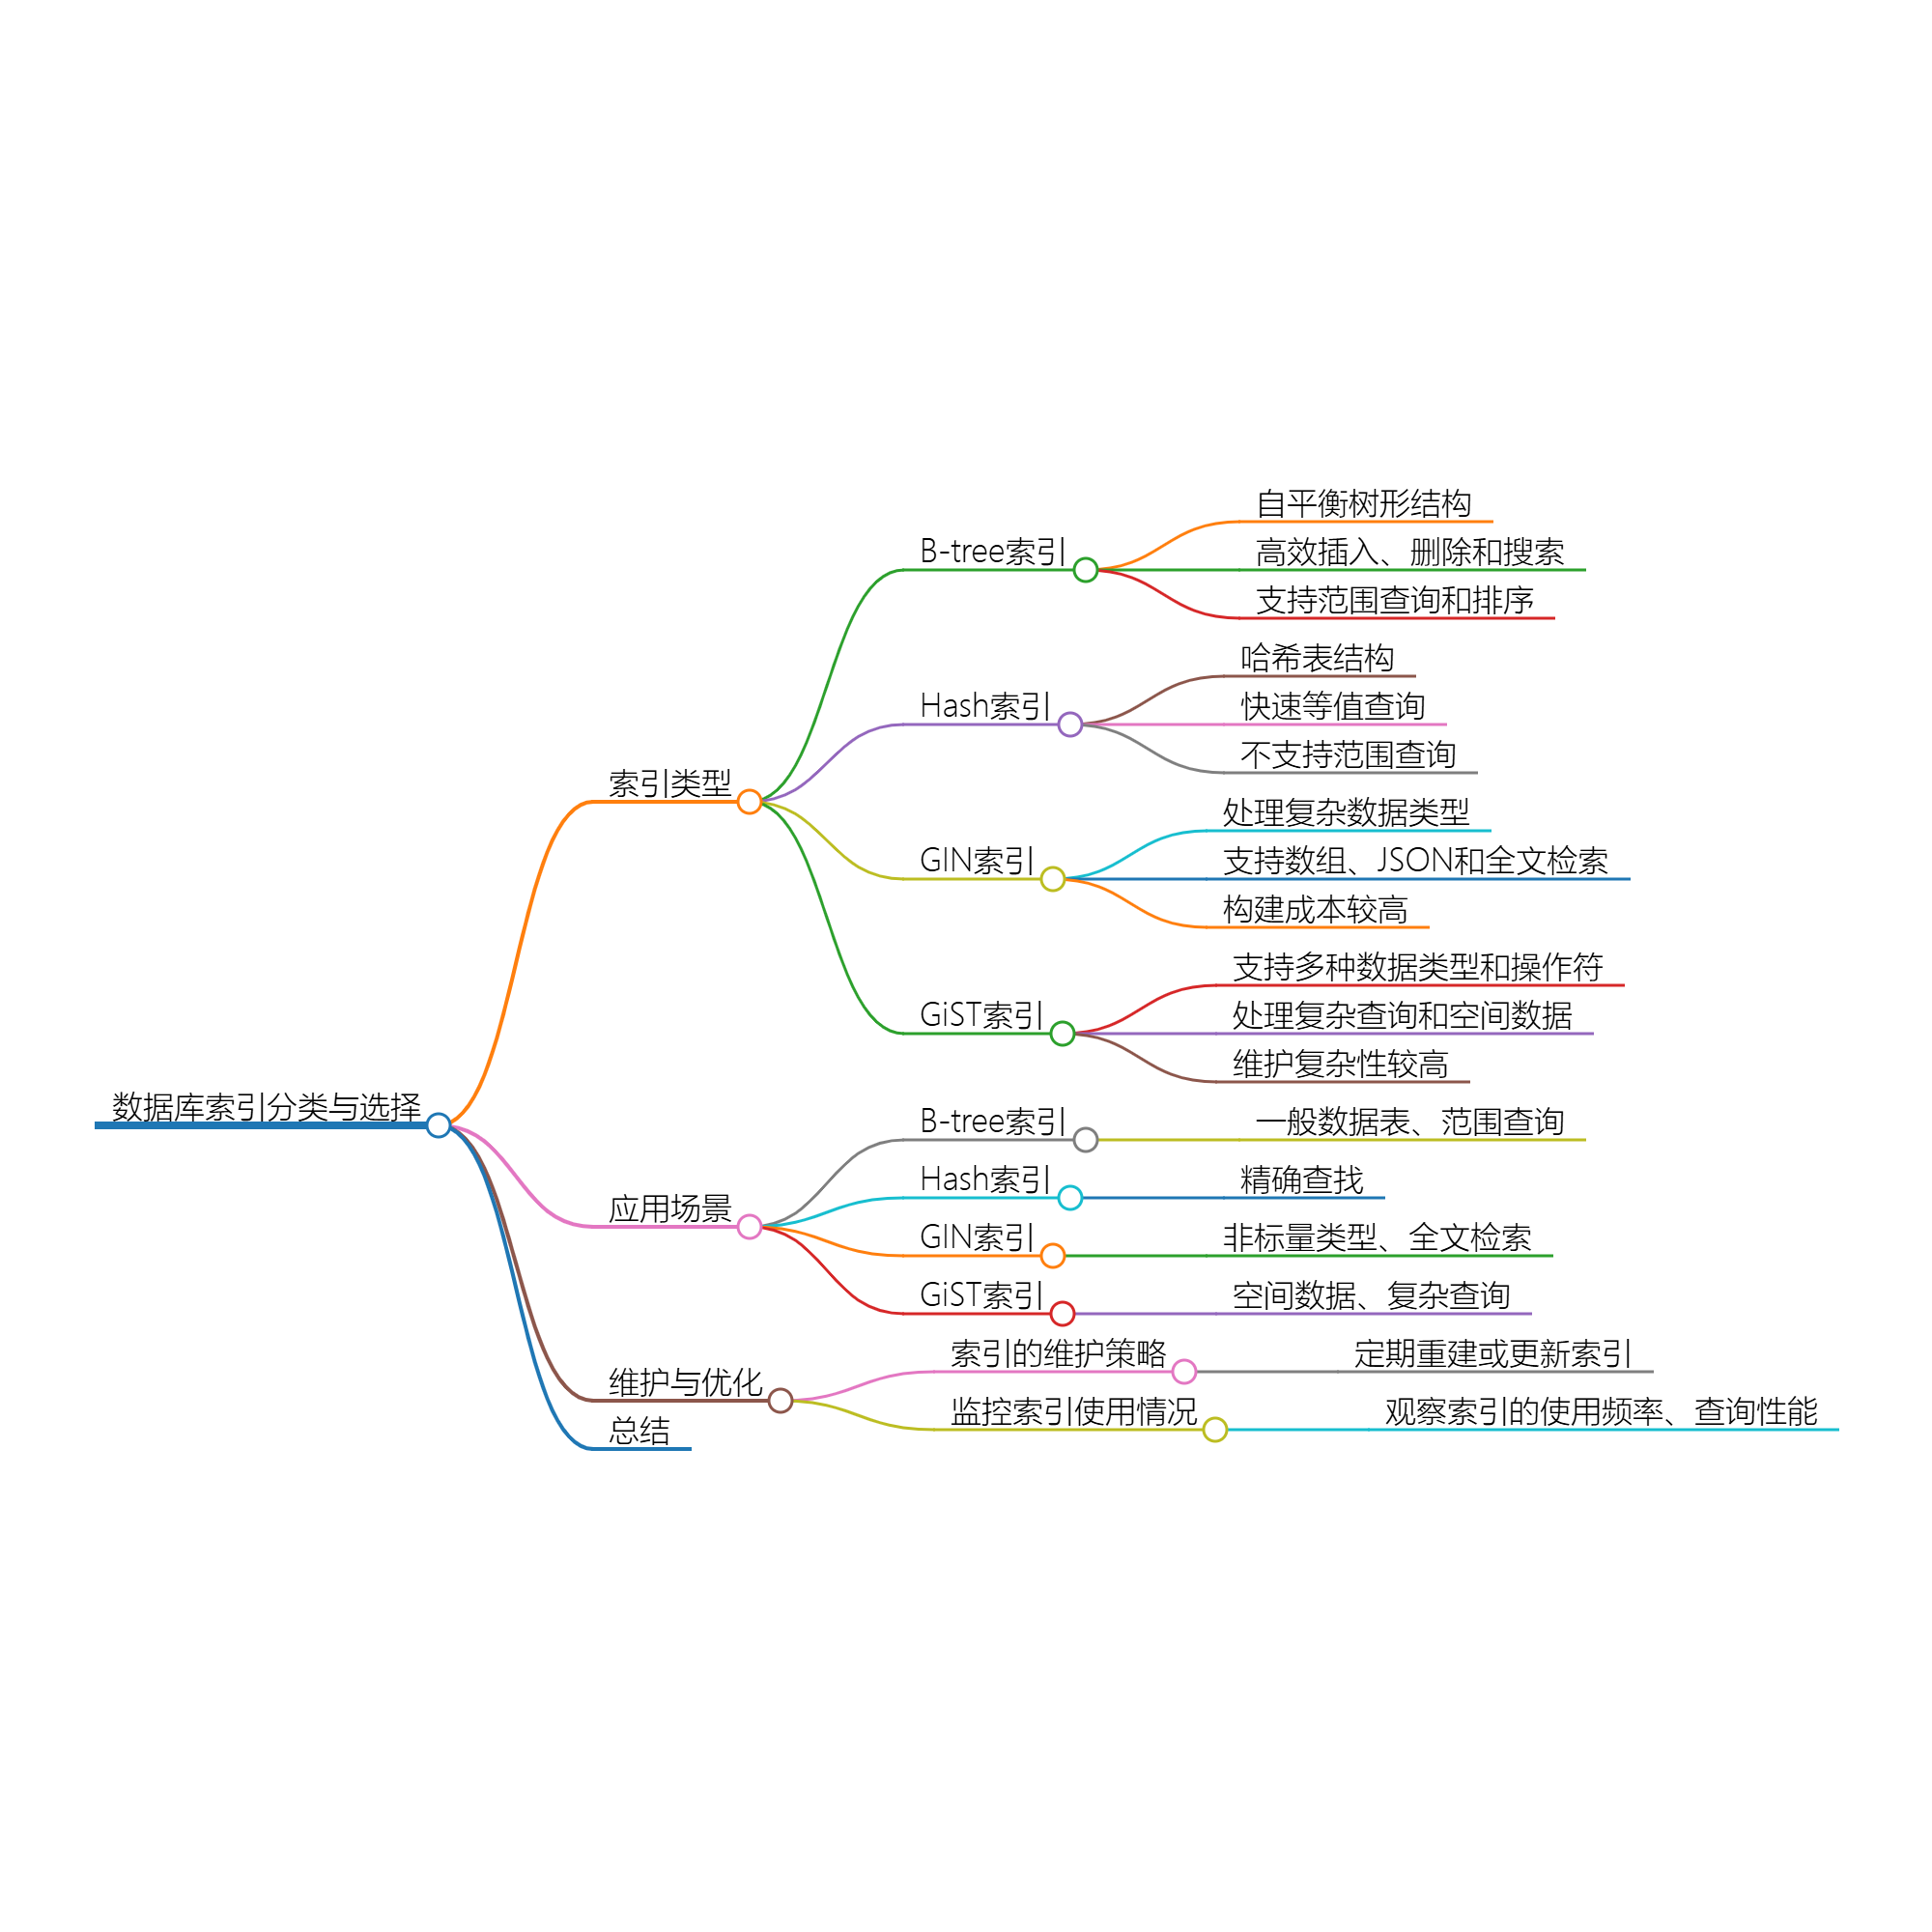 数据库索引分类与选择
索引类型
B-tree索引
自平衡树形结构
高效插入、删除和搜索
支持范围查询和排序
Hash索引
哈希表结构
快速等值查询
不支持范围查询
GIN索引
处理复杂数据类型
支持数组、JSON和全文检索
构建成本较高
GiST索引
支持多种数据类型和操作符
处理复杂查询和空间数据
维护复杂性较高
应用场景
B-tree索引
一般数据表、范围查询
Hash索引
精确查找
GIN索引
非标量类型、全文检索
GiST索引
空间数据、复杂查询
维护与优化
索引的维护策略
定期重建或更新索引
监控索引使用情况
观察索引的使用频率、查询性能
总结